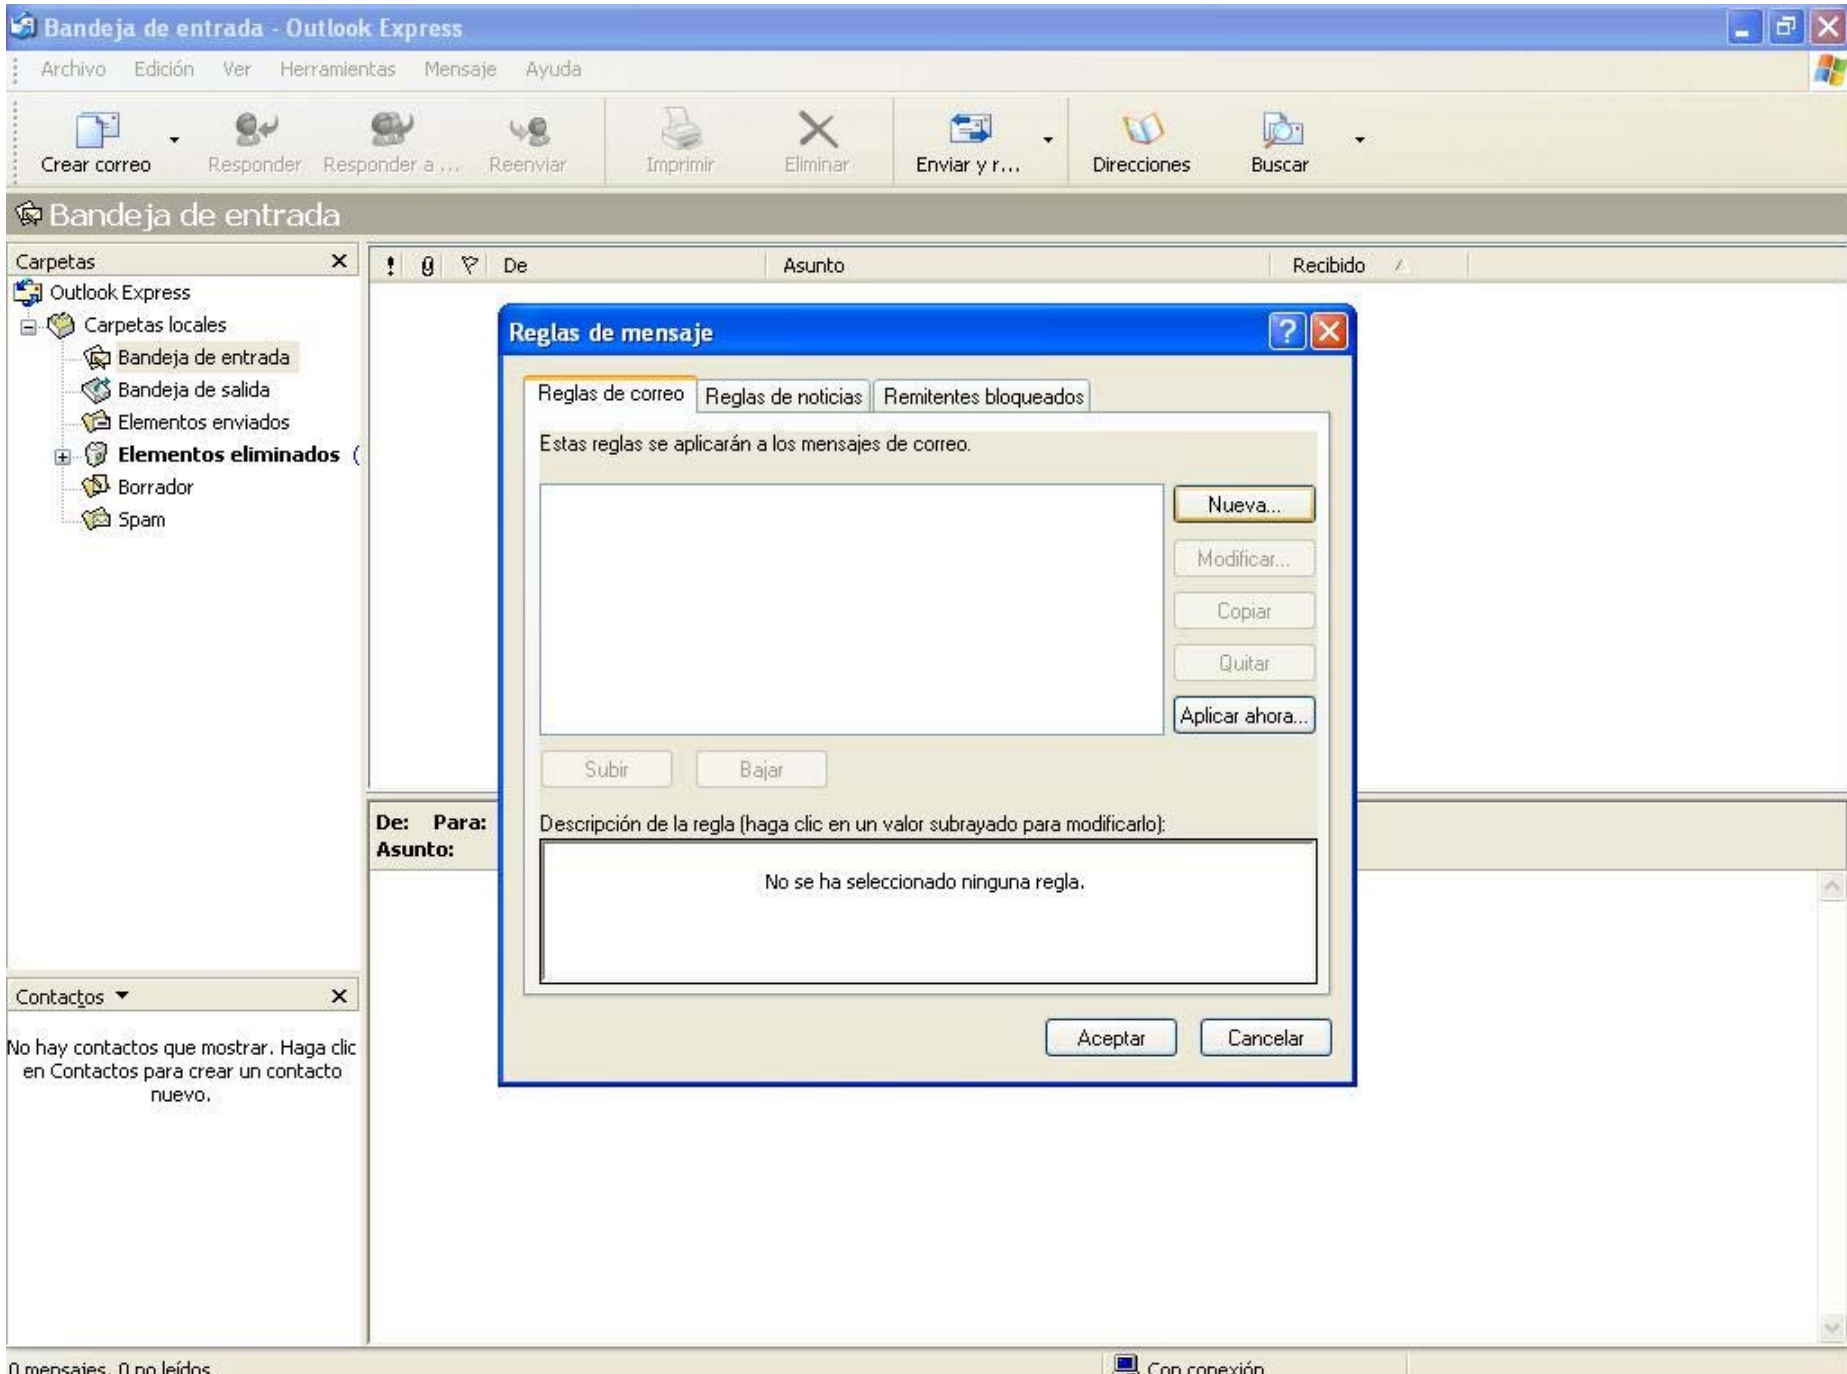 Bandeja de entrada - Outlook Express
Archivo Edición Ver Herramientas Mensaje Ayuda
Crear correo Responder Responder a ... Reenviar Imprimir Eliminar Enviar y r... Direcciones Buscar
Bandeja de entrada
Carpetas
Outlook Express
Carpetas locales
Bandeja de entrada
Bandeja de salida
Elementos enviados
Elementos eliminados (
Borrador
Spam
Contactos
No hay contactos que mostrar. Haga clic
en Contactos para crear un contacto
nuevo.
! De Asunto Recibido
De: Para:
Asunto:
Reglas de mensaje
Reglas de correo Reglas de noticias Remitentes bloqueados
Estas reglas se aplicarán a los mensajes de correo.
Nueva...
Modificar...
Copiar
Quitar
Aplicar ahora...
Subir Bajar
Descripción de la regla (haga clic en un valor subrayado para modificarlo):
No se ha seleccionado ninguna regla.
Aceptar Cancelar
0 mensajes, 0 no leídos Con conexión